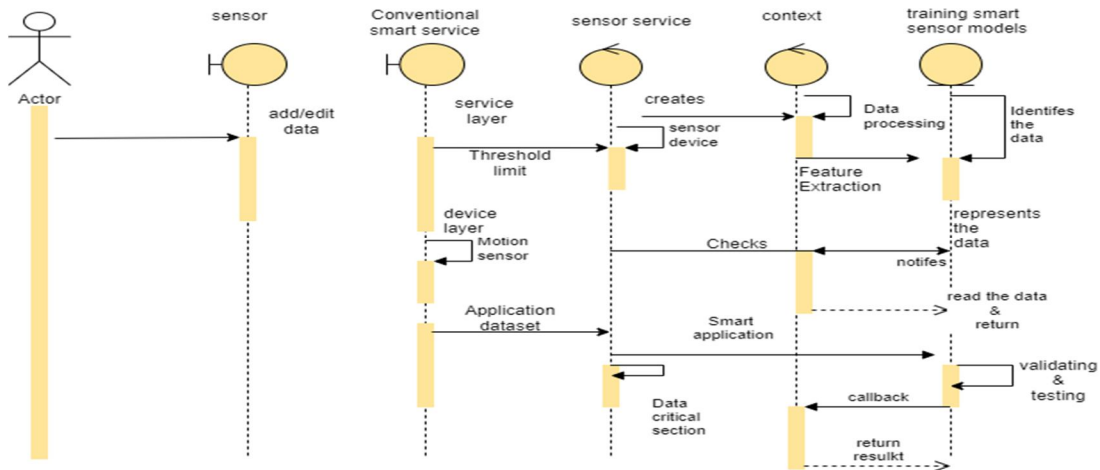 sensor
Conventional
smart service
sensor service
context
training smart
sensor models
Actor
add/edit
data
service
layer
Threshold
limit
creates
sensor
device
Data
processing
Identifes
the
data
Feature
Extraction
device
layer
Motion
sensor
Checks
represents
the
data
notifes
Application
dataset
Smart
application
read the data
&
return
Data
critical
section
validating
&
testing
callback
return
resulkt